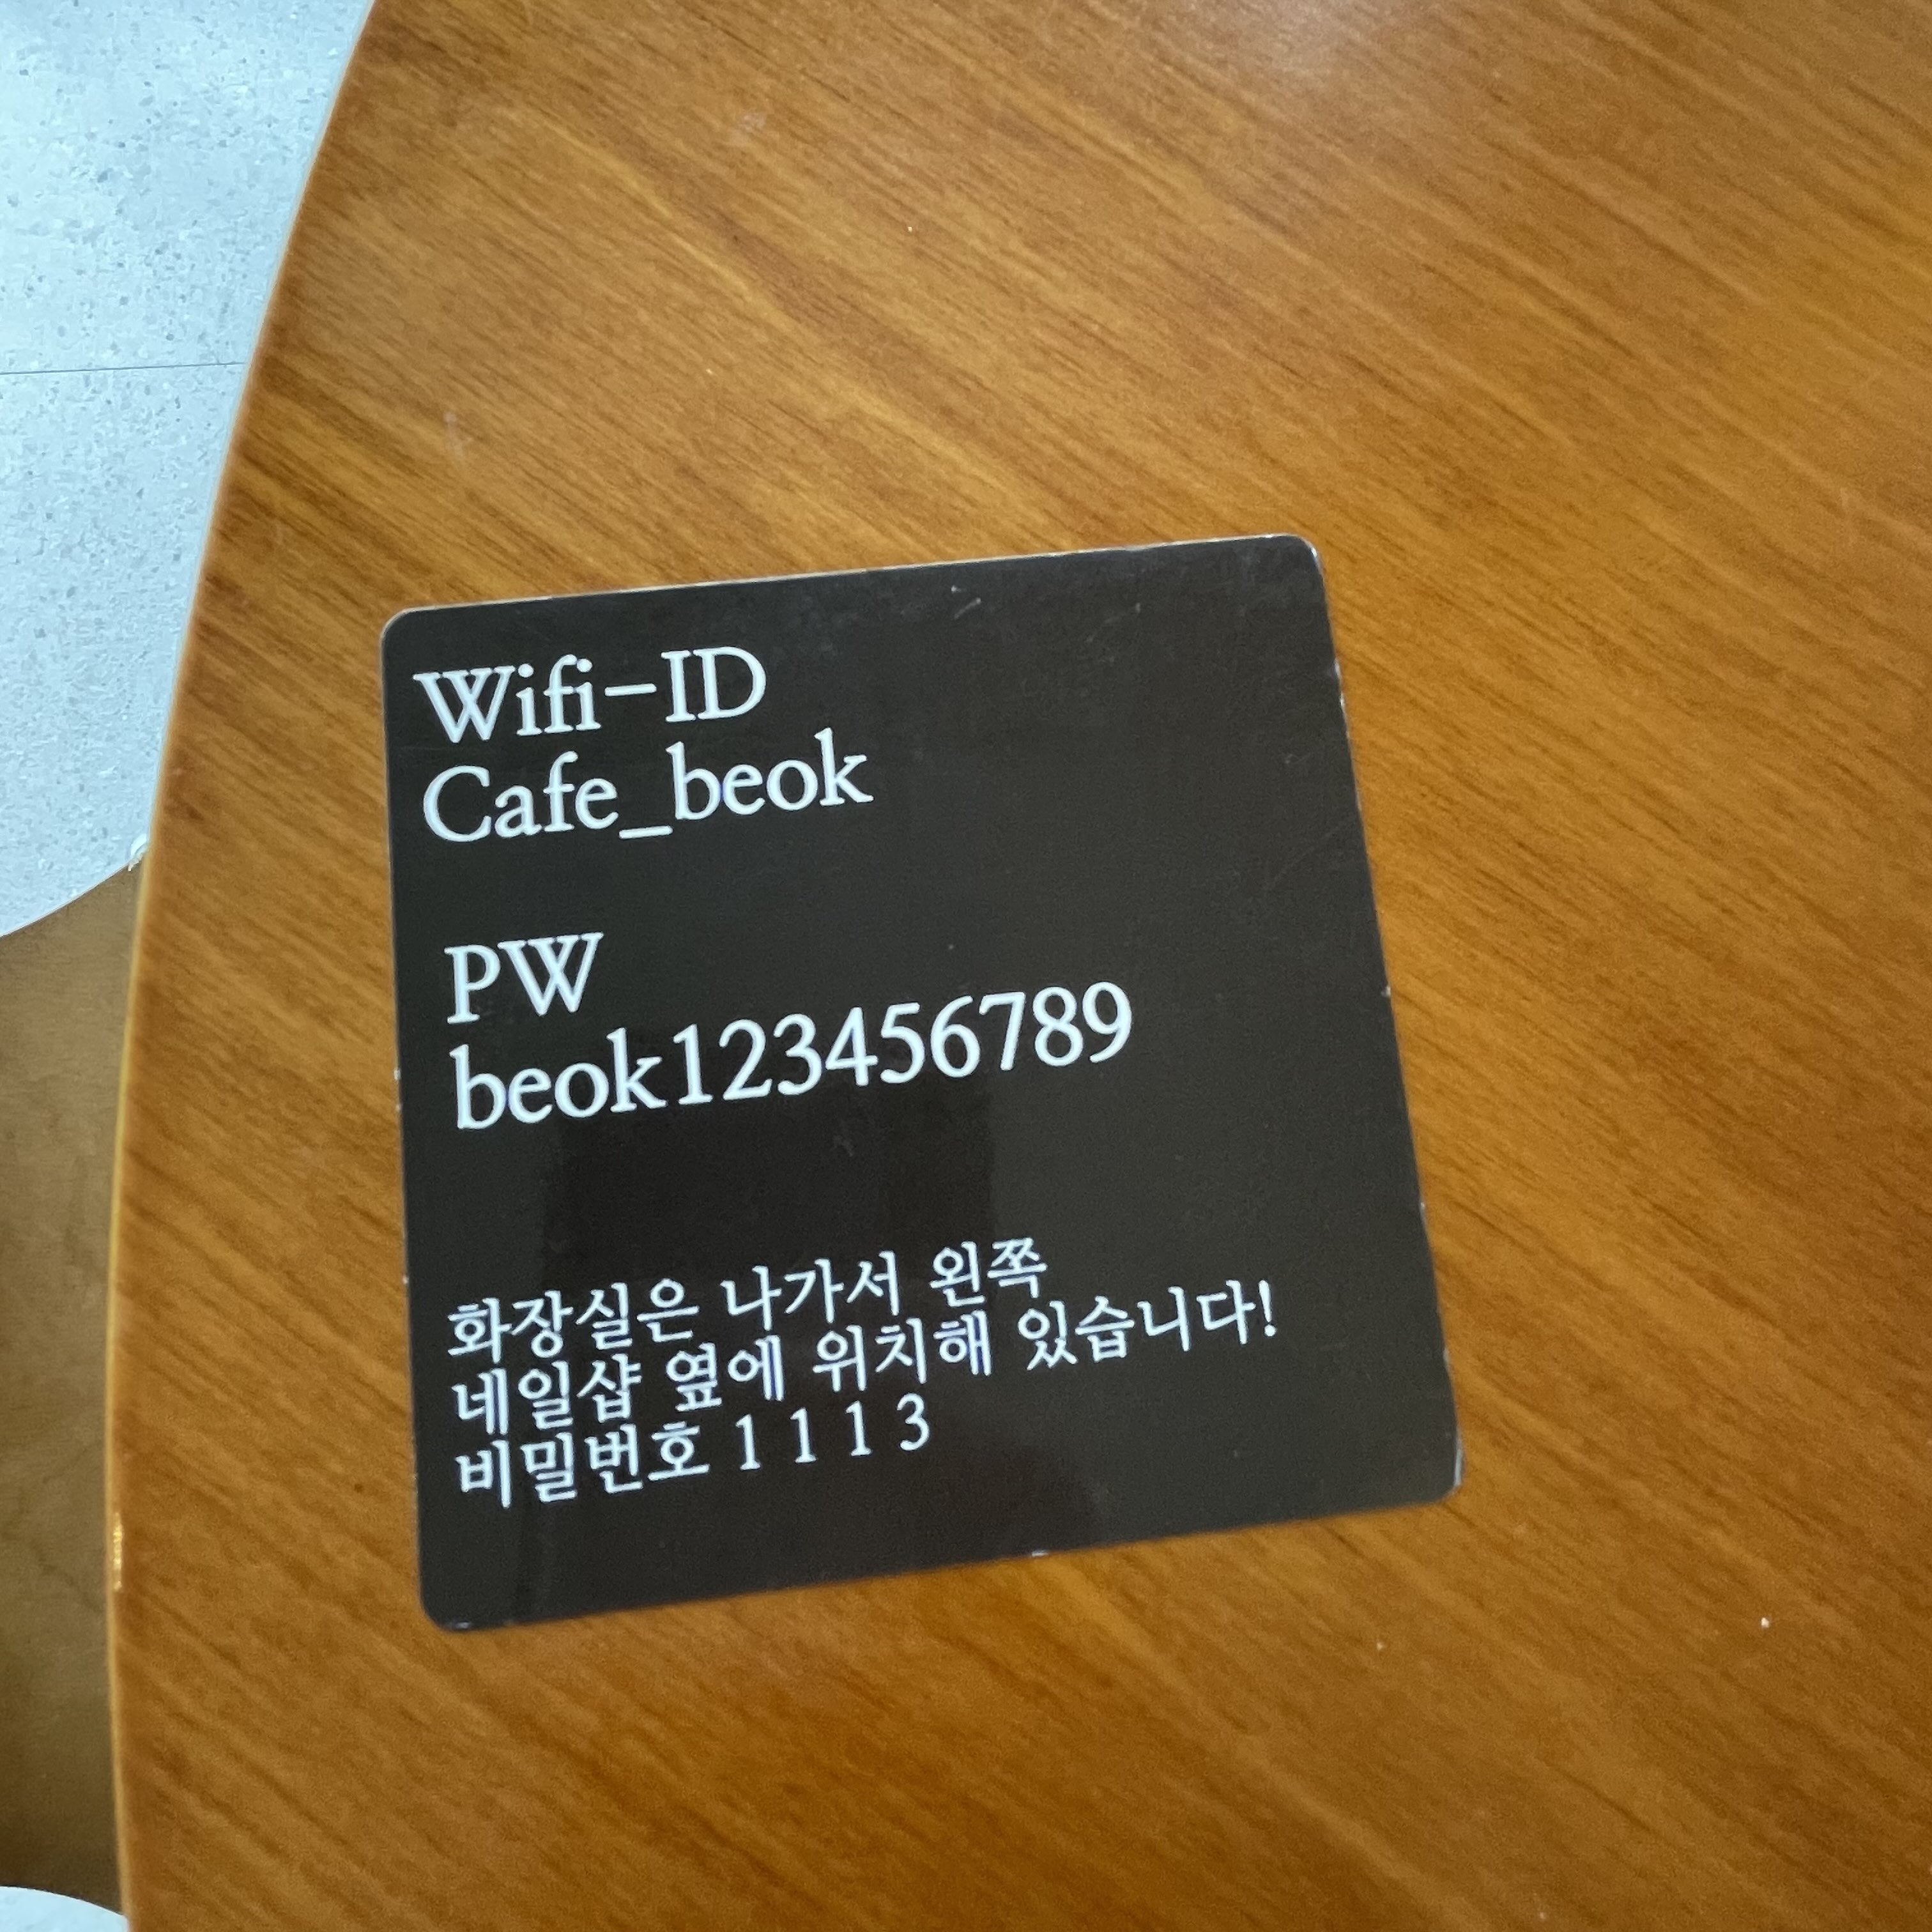 Wifi-ID
Cafe_beok
PW
beok123456789
화장실은 나가서 왼쪽
네일샵 옆에 위치해 있습니다!
비밀번호 1 1 1 3